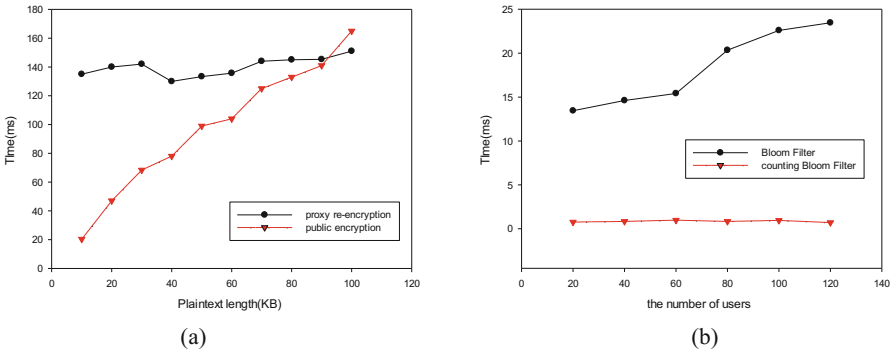 180
160
140
120
100
80
60
40
20
0
TIme(ms)
proxy re-encryption
public encryption
0 20 40 60 80 100 120
Plaintext length(KB)
(a)
25
20
15
10
5
0
TIme(ms)
Bloom Filter
counting Bloom Filter
0 20 40 60 80 100 120 140
the number of users
(b)